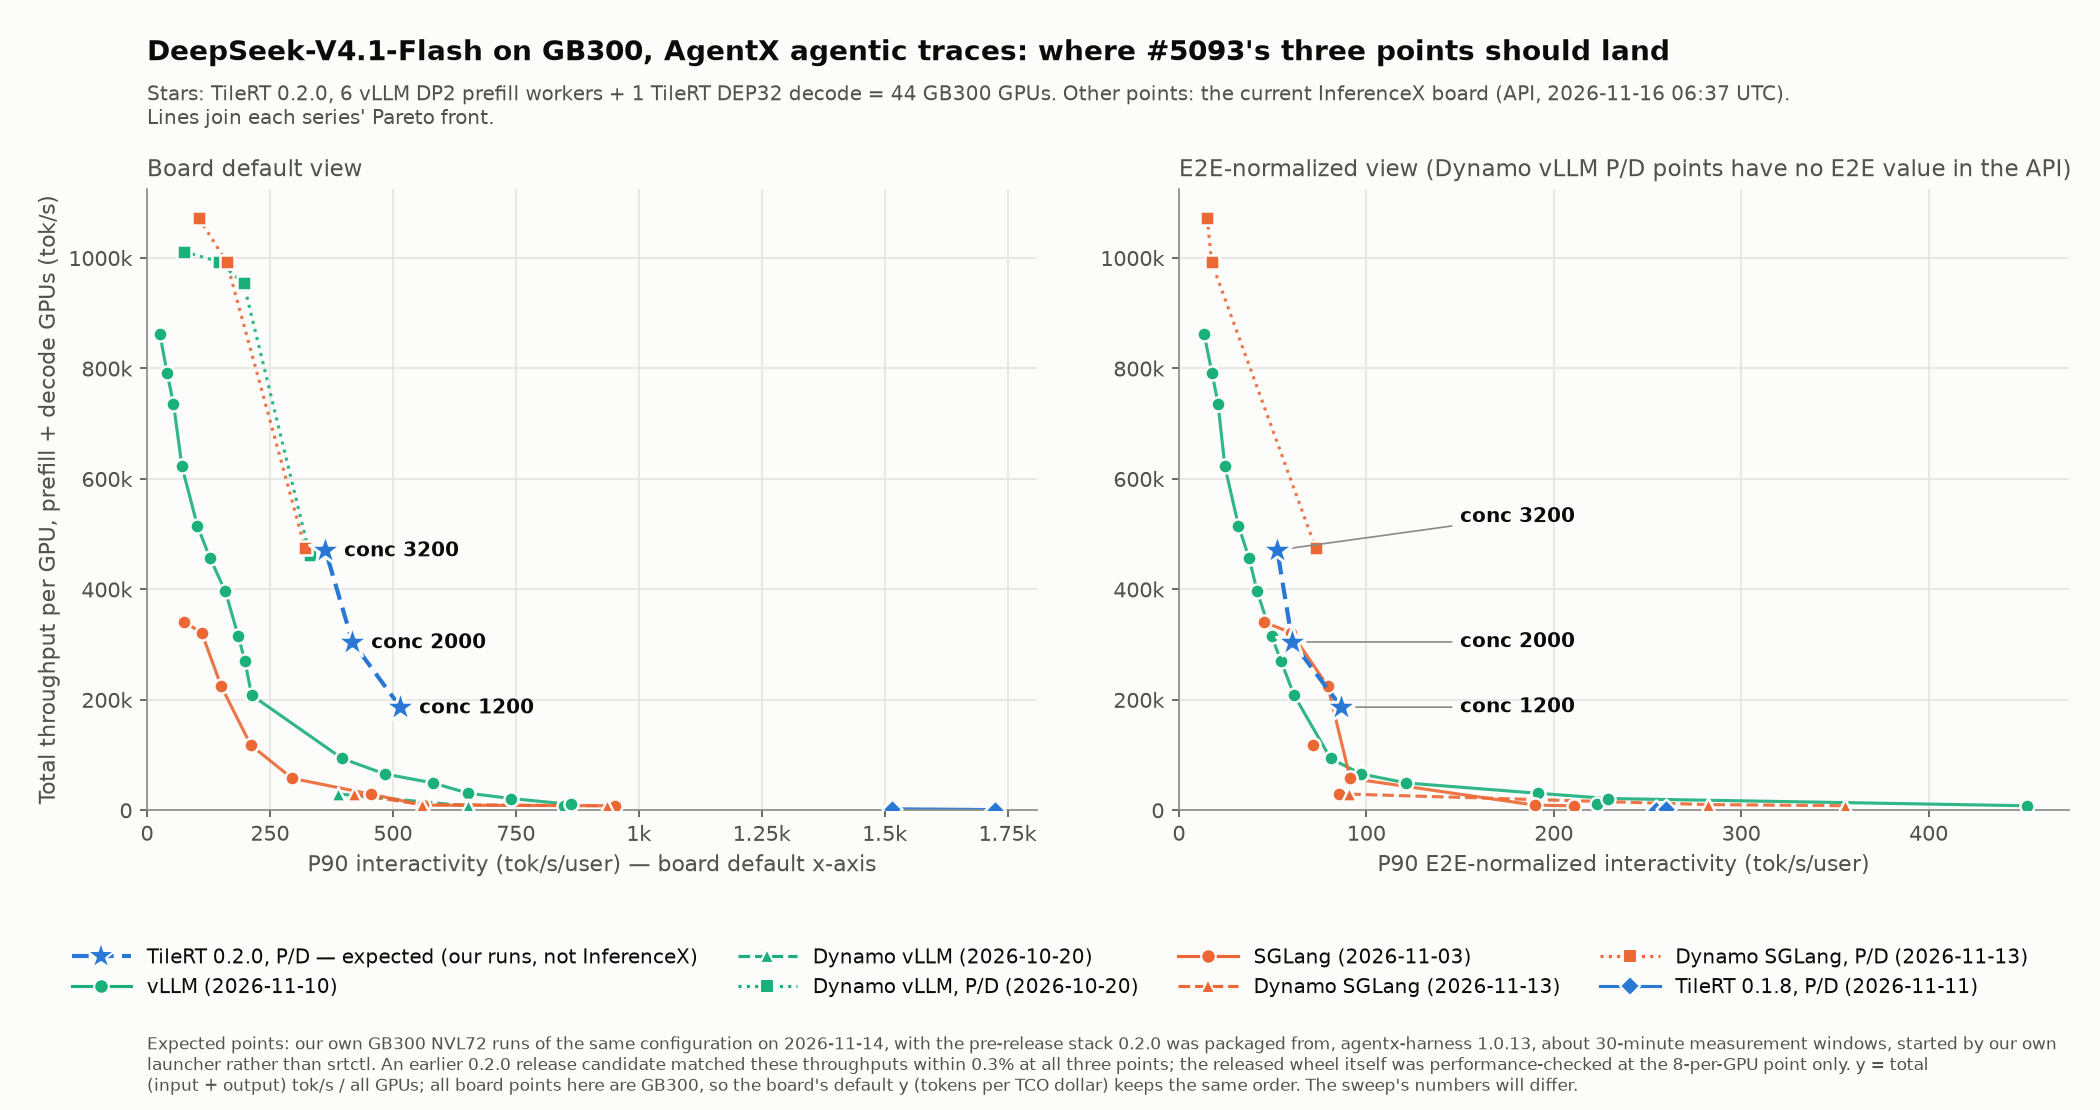 DeepSeek-V4.1-Flash on GB300, AgentX agentic traces: where #5093's three points should land
Stars: TileRT 0.2.0, 6 vLLM DP2 prefill workers + 1 TileRT DEP32 decode = 44 GB300 GPUs. Other points: the current InferenceX board (API, 2026-11-16 06:37 UTC).
Lines join each series' Pareto front.
Board default view
Total throughput per GPU, prefill + decode GPUs (tok/s)
1000k
800k
600k
400k
200k
0
conc 3200
conc 2000
conc 1200
0 250 500 750 1k 1.25k 1.5k 1.75k
P90 interactivity (tok/s/user) — board default x-axis
E2E-normalized view (Dynamo vLLM P/D points have no E2E value in the API)
1000k
800k
600k
400k
200k
0
conc 3200
conc 2000
conc 1200
0 100 200 300 400
P90 E2E-normalized interactivity (tok/s/user)
TileRT 0.2.0, P/D — expected (our runs, not InferenceX)
vLLM (2026-11-10)
Dynamo vLLM (2026-10-20)
Dynamo vLLM, P/D (2026-10-20)
SGLang (2026-11-03)
Dynamo SGLang (2026-11-13)
Dynamo SGLang, P/D (2026-11-13)
TileRT 0.1.8, P/D (2026-11-11)
Expected points: our own GB300 NVL72 runs of the same configuration on 2026-11-14, with the pre-release stack 0.2.0 was packaged from, agentx-harness 1.0.13, about 30-minute measurement windows, started by our own
launcher rather than srtctl. An earlier 0.2.0 release candidate matched these throughputs within 0.3% at all three points; the released wheel itself was performance-checked at the 8-per-GPU point only. y = total
(input + output) tok/s / all GPUs; all board points here are GB300, so the board's default y (tokens per TCO dollar) keeps the same order. The sweep's numbers will differ.